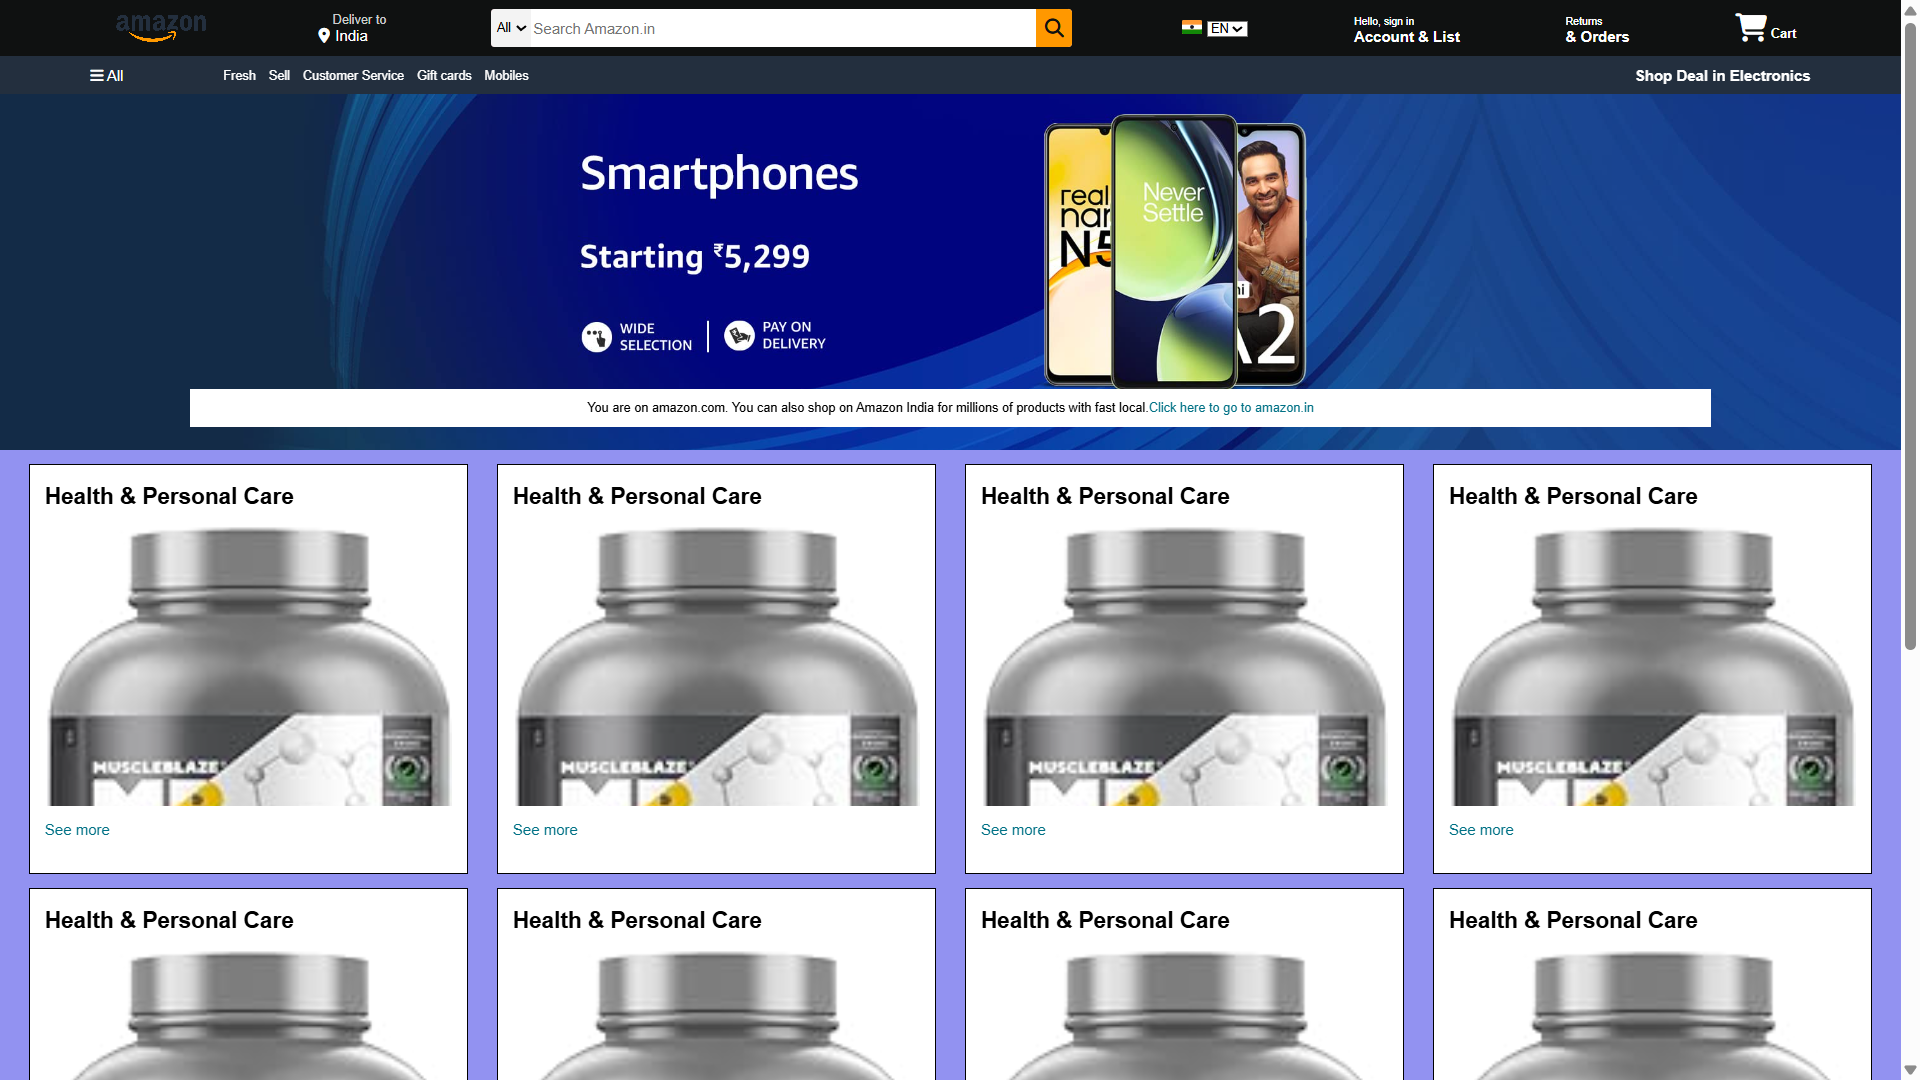 amazon
Deliver to
India
All
Search Amazon.in
EN
Hello, sign in
Account & List
Returns
& Orders
Cart
All
Fresh Sell Customer Service Gift cards Mobiles
Shop Deal in Electronics
Smartphones
Starting ₹5,299
WIDE
SELECTION
PAY ON
DELIVERY
real
nar
N5
Never
Settle
A2
You are on amazon.com. You can also shop on Amazon India for millions of products with fast local.Click here to go to amazon.in
Health & Personal Care
MUSCLEBLAZE
See more
Health & Personal Care
MUSCLEBLAZE
See more
Health & Personal Care
MUSCLEBLAZE
See more
Health & Personal Care
MUSCLEBLAZE
See more
Health & Personal Care
Health & Personal Care
Health & Personal Care
Health & Personal Care